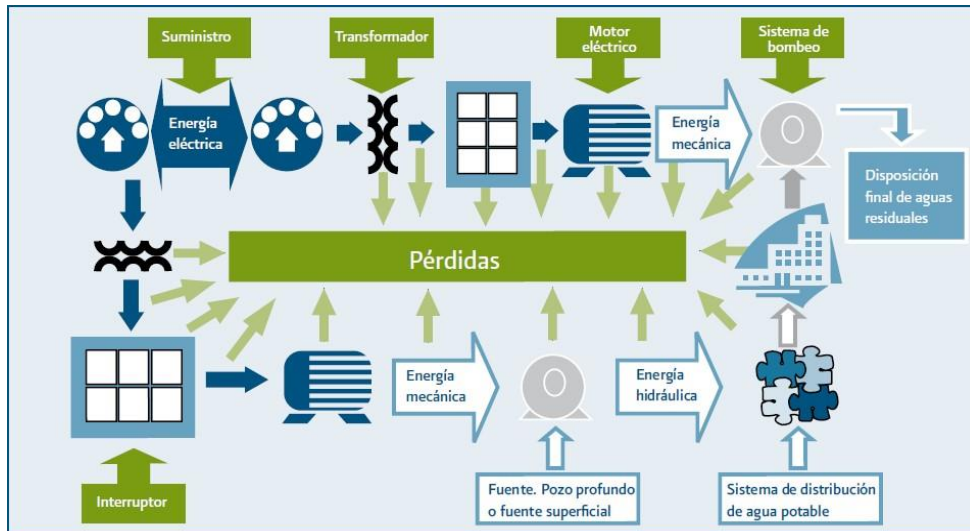 Suministro
Transformador
Motor
eléctrico
Sistema de
bombeo
Energía
eléctrica
Energía
mecánica
Disposición
final de aguas
residuales
Pérdidas
Energía
mecánica
Energía
hidráulica
Interruptor
Fuente. Pozo profundo
o fuente superficial
Sistema de distribución
de agua potable